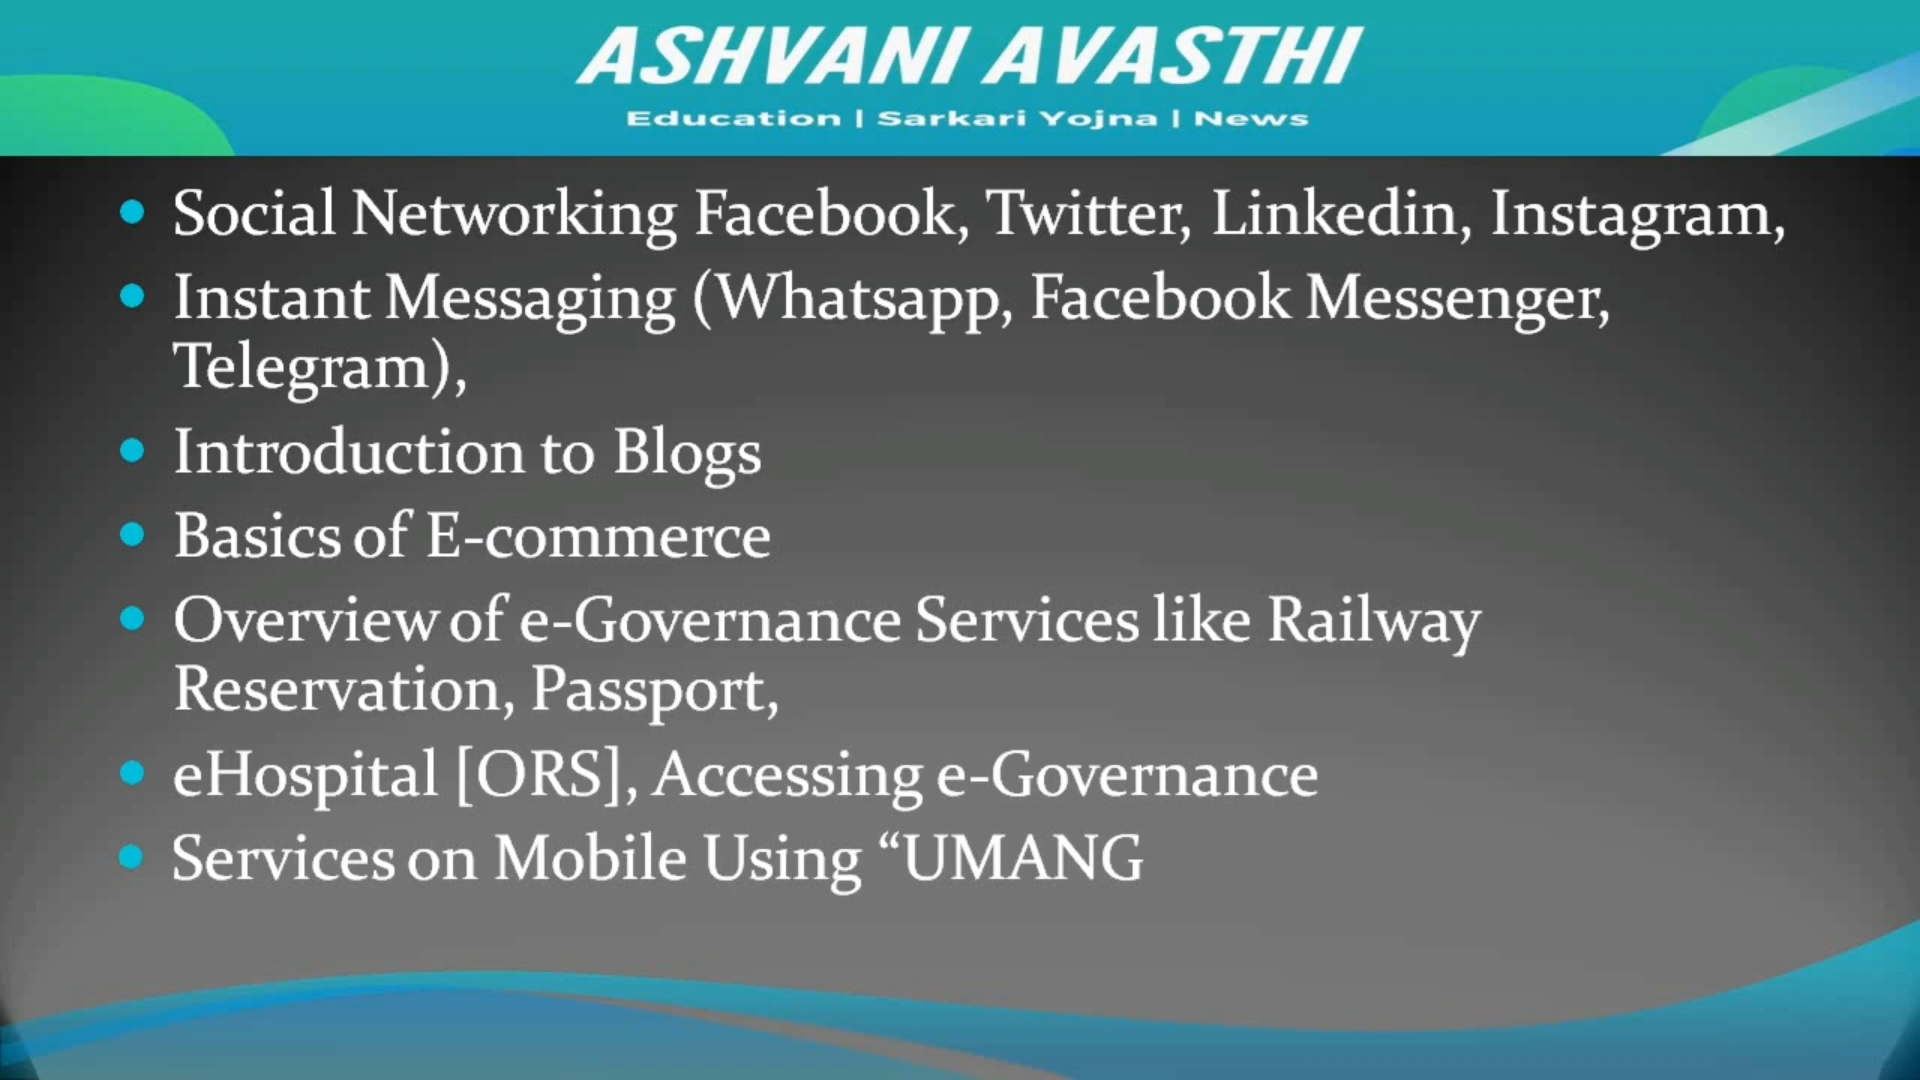 ASHVANI AVASTHI
Education | Sarkari Yojna | News
• Social Networking Facebook, Twitter, Linkedin, Instagram,
• Instant Messaging (Whatsapp, Facebook Messenger,
Telegram),
• Introduction to Blogs
• Basics of E-commerce
• Overview of e-Governance Services like Railway
Reservation, Passport,
• eHospital [ORS], Accessing e-Governance
• Services on Mobile Using “UMANG